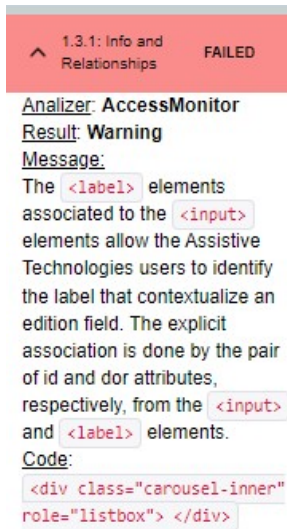 1.3.1: Info and
Relationships
FAILED
Analizer: AccessMonitor
Result: Warning
Message:
The <label> elements
associated to the <input>
elements allow the Assistive
Technologies users to identify
the label that contextualize an
edition field. The explicit
association is done by the pair
of id and dor attributes,
respectively, from the <input>
and <label> elements.
Code:
<div class="carousel-inner"
role="listbox"> </div>